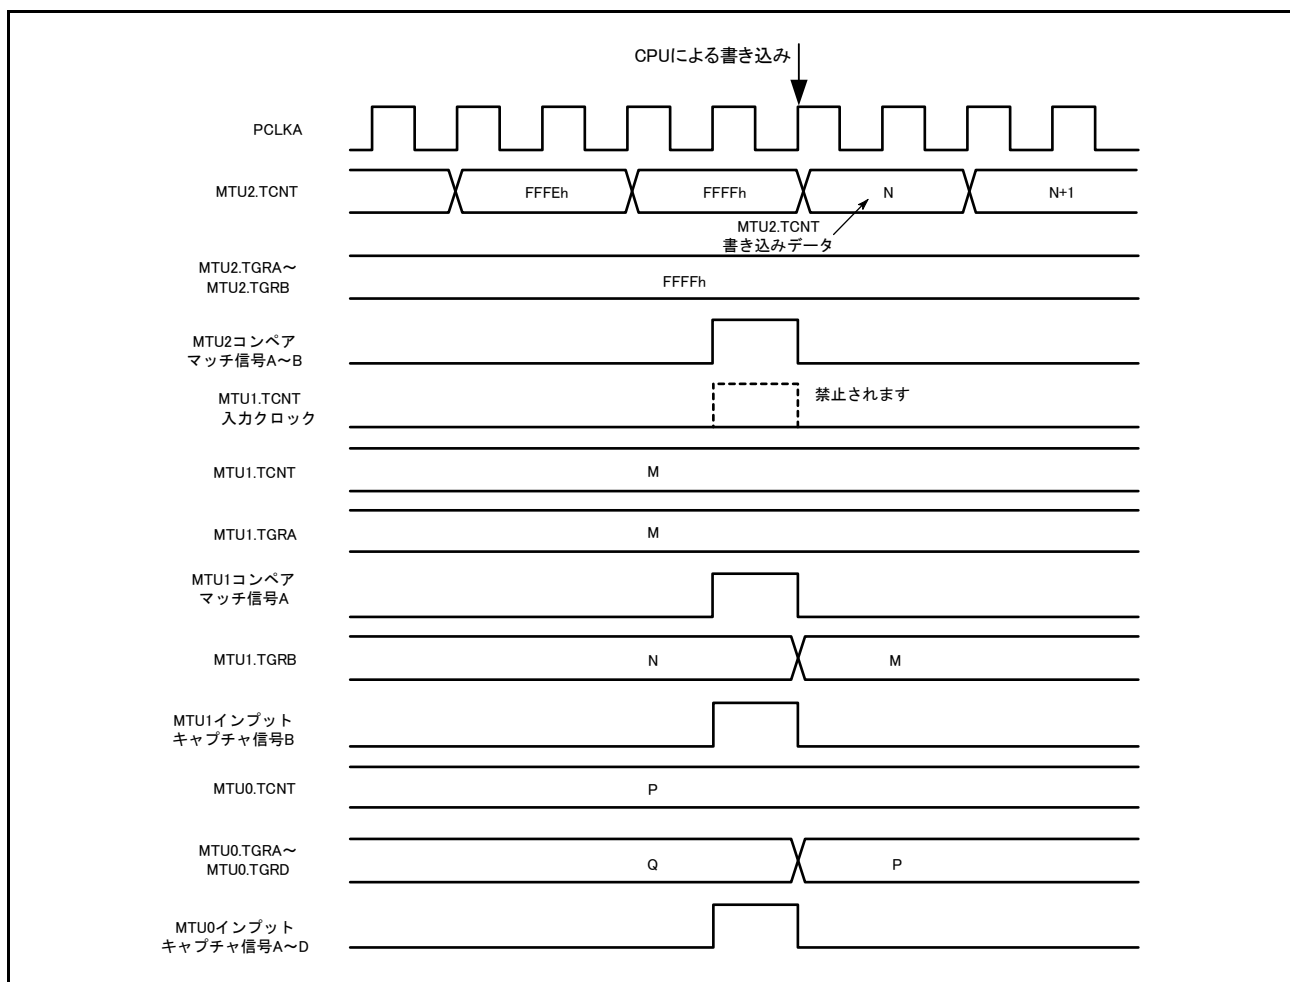 CPUによる書き込み
PCLKA
MTU2.TCNT
FFFEh
FFFFh
N
N+1
MTU2.TCNT
書き込みデータ
MTU2.TGRA～
MTU2.TGRB
FFFFh
MTU2コンペア
マッチ信号A～B
MTU1.TCNT
入力クロック
禁止されます
MTU1.TCNT
M
MTU1.TGRA
M
MTU1コンペア
マッチ信号A
MTU1.TGRB
N
M
MTU1インプット
キャプチャ信号B
MTU0.TCNT
P
MTU0.TGRA～
MTU0.TGRD
Q
P
MTU0インプット
キャプチャ信号A～D